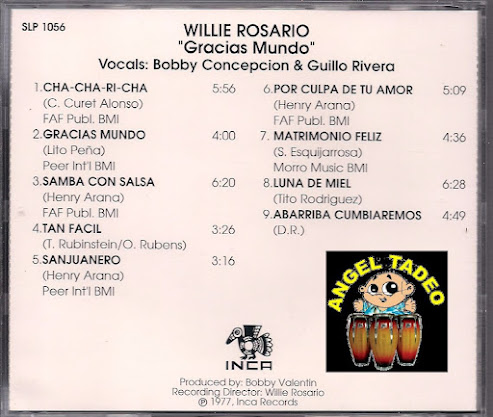 SLP 1056
WILLIE ROSARIO
"Gracias Mundo"
Vocals: Bobby Concepcion & Guillo Rivera
1.CHA-CHA-RI-CHA 5:56
(C. Curet Alonso)
FAF Publ. BMI
2.GRACIAS MUNDO 4:00
(Lito Peña)
Peer Int'l BMI
3.SAMBA CON SALSA 6:20
(Henry Arana)
FAF Publ. BMI
4.TAN FACIL 3:26
(T. Rubinstein/O. Rubens)
5.SANJUANERO 3:16
(Henry Arana)
Peer Int'l BMI
6.POR CULPA DE TU AMOR 5:09
(Henry Arana)
FAF Publ. BMI
7. MATRIMONIO FELIZ 4:36
(S. Esquijarrosa)
Morro Music BMI
8.LUNA DE MIEL 6:28
(Tito Rodriguez)
9.ABARRIBA CUMBIAREMOS 4:49
(D.R.)
ANGEL TADEO
INCA
Produced by: Bobby Valentin
Recording Director: Willie Rosario
℗ 1977, Inca Records